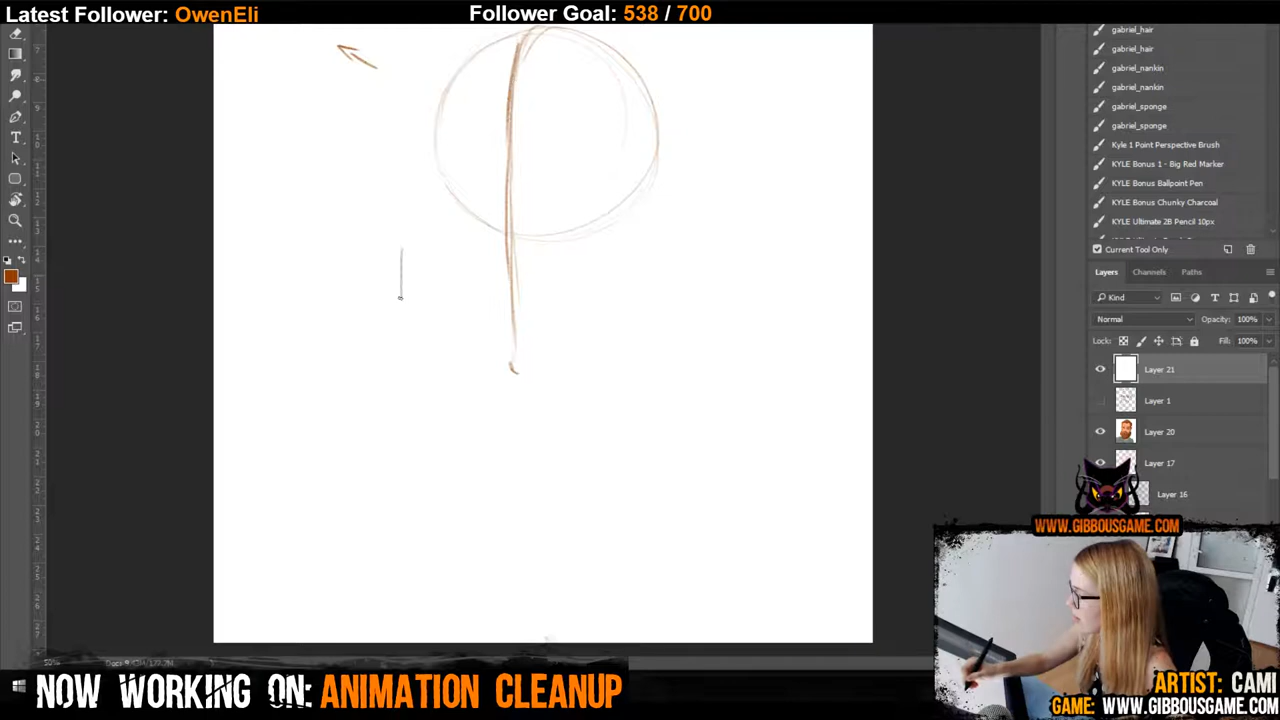 Latest Follower: OwenEli
Follower Goal: 538 / 700
gabriel_hair
gabriel_hair
gabriel_nankin
gabriel_nankin
gabriel_sponge
gabriel_sponge
Kyle 1 Point Perspective Brush
KYLE Bonus 1 - Big Red Marker
KYLE Bonus Ballpoint Pen
KYLE Bonus Chunky Charcoal
KYLE Ultimate 2B Pencil 10px
Current Tool Only
Layers Channels Paths
Kind
Normal Opacity: 100%
Lock: Fill: 100%
Layer 21
Layer 1
Layer 20
Layer 17
Layer 16
WWW.GIBBOUSGAME.COM
50%
NOW WORKING ON: ANIMATION CLEANUP
ARTIST: CAMI
GAME: WWW.GIBBOUSGAME.COM